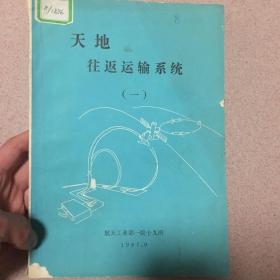 天地
往返运输系统
（一）
航天工业部一院十九所
1987.9